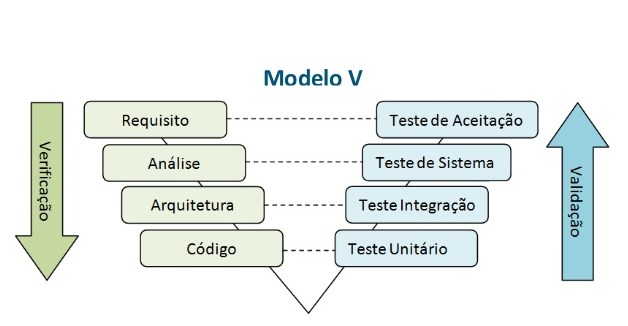 Modelo V
Verificação
Requisito
Teste de Aceitação
Análise
Teste de Sistema
Arquitetura
Teste Integração
Código
Teste Unitário
Validação